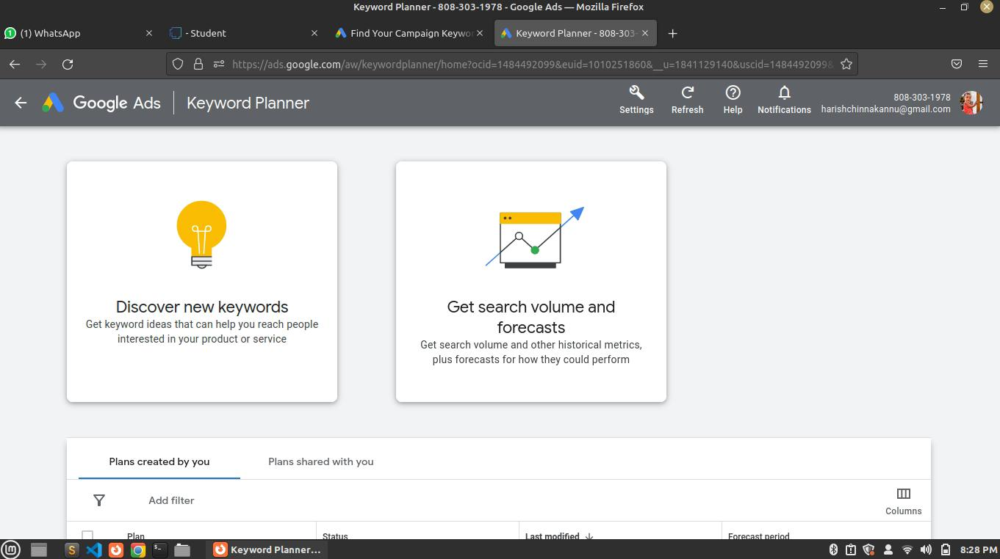 Keyword Planner - 808-303-1978 - Google Ads — Mozilla Firefox
(1) WhatsApp
- Student
Find Your Campaign Keywor
Keyword Planner - 808-303-
https://ads.google.com/aw/keywordplanner/home?ocid=1484492099&euid=1010251860&__u=1841129140&uscid=1484492099&
Google Ads
Keyword Planner
Settings
Refresh
Help
Notifications
808-303-1978
harishchinnakannu@gmail.com
Discover new keywords
Get keyword ideas that can help you reach people
interested in your product or service
Get search volume and
forecasts
Get search volume and other historical metrics,
plus forecasts for how they could perform
Plans created by you
Plans shared with you
Add filter
Columns
Plan
Status
Last modified
Forecast period
Keyword Planner...
8:28 PM